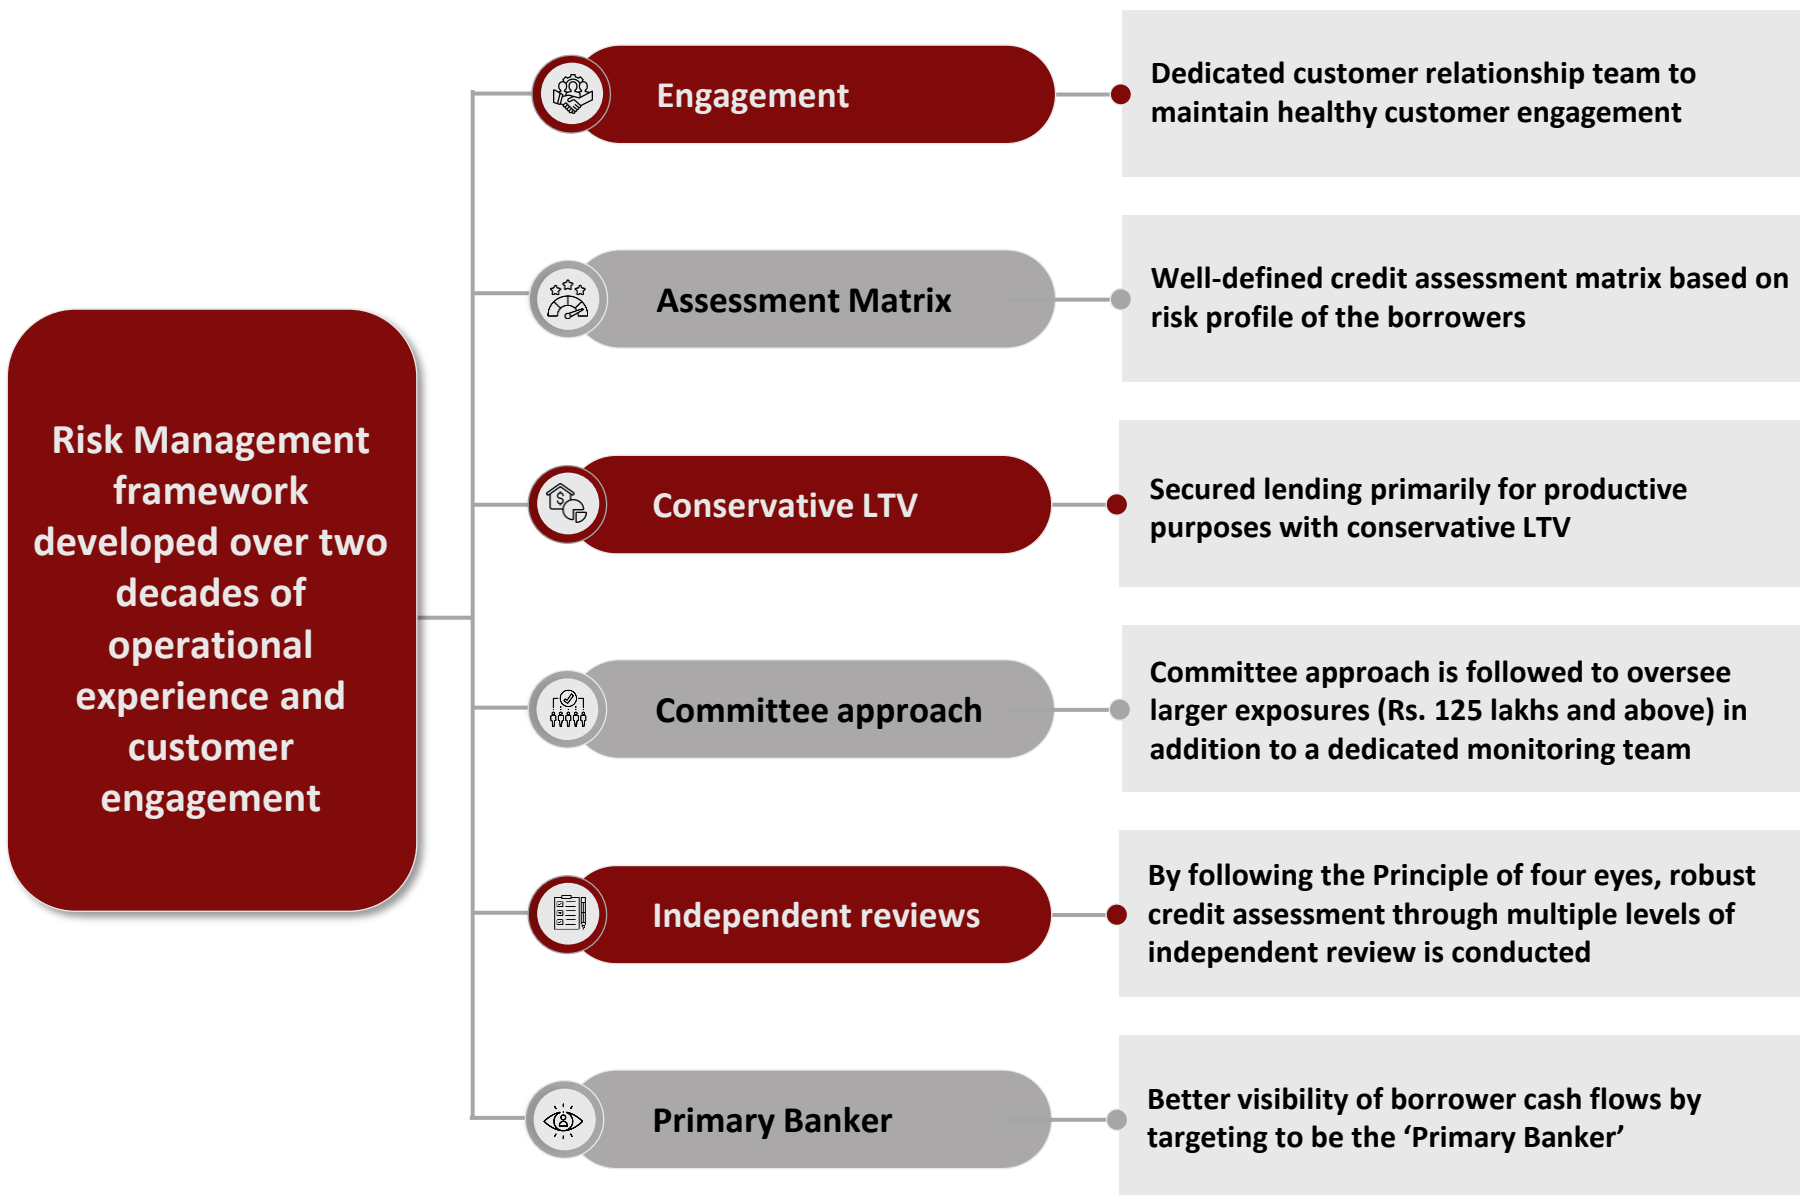 Risk Management
framework
developed over two
decades of
operational
experience and
customer
engagement
Engagement
Dedicated customer relationship team to
maintain healthy customer engagement
Assessment Matrix
Well-defined credit assessment matrix based on
risk profile of the borrowers
$
Conservative LTV
Secured lending primarily for productive
purposes with conservative LTV
Committee approach
Committee approach is followed to oversee
larger exposures (Rs. 125 lakhs and above) in
addition to a dedicated monitoring team
Independent reviews
By following the Principle of four eyes, robust
credit assessment through multiple levels of
independent review is conducted
Primary Banker
Better visibility of borrower cash flows by
targeting to be the ‘Primary Banker’